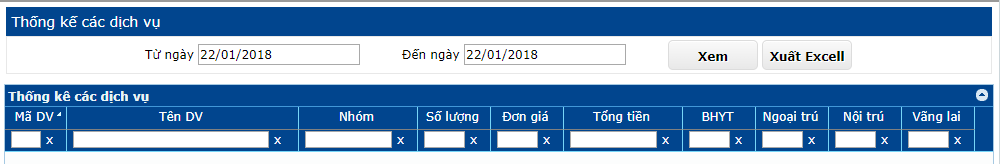 Thống kế các dịch vụ
Từ ngày 22/01/2018 Đến ngày 22/01/2018 Xem Xuất Excell
Thống kê các dịch vụ
Mã DV Tên DV Nhóm Số lượng Đơn giá Tổng tiền BHYT Ngoại trú Nội trú Vãng lai
x x x x x x x x x x